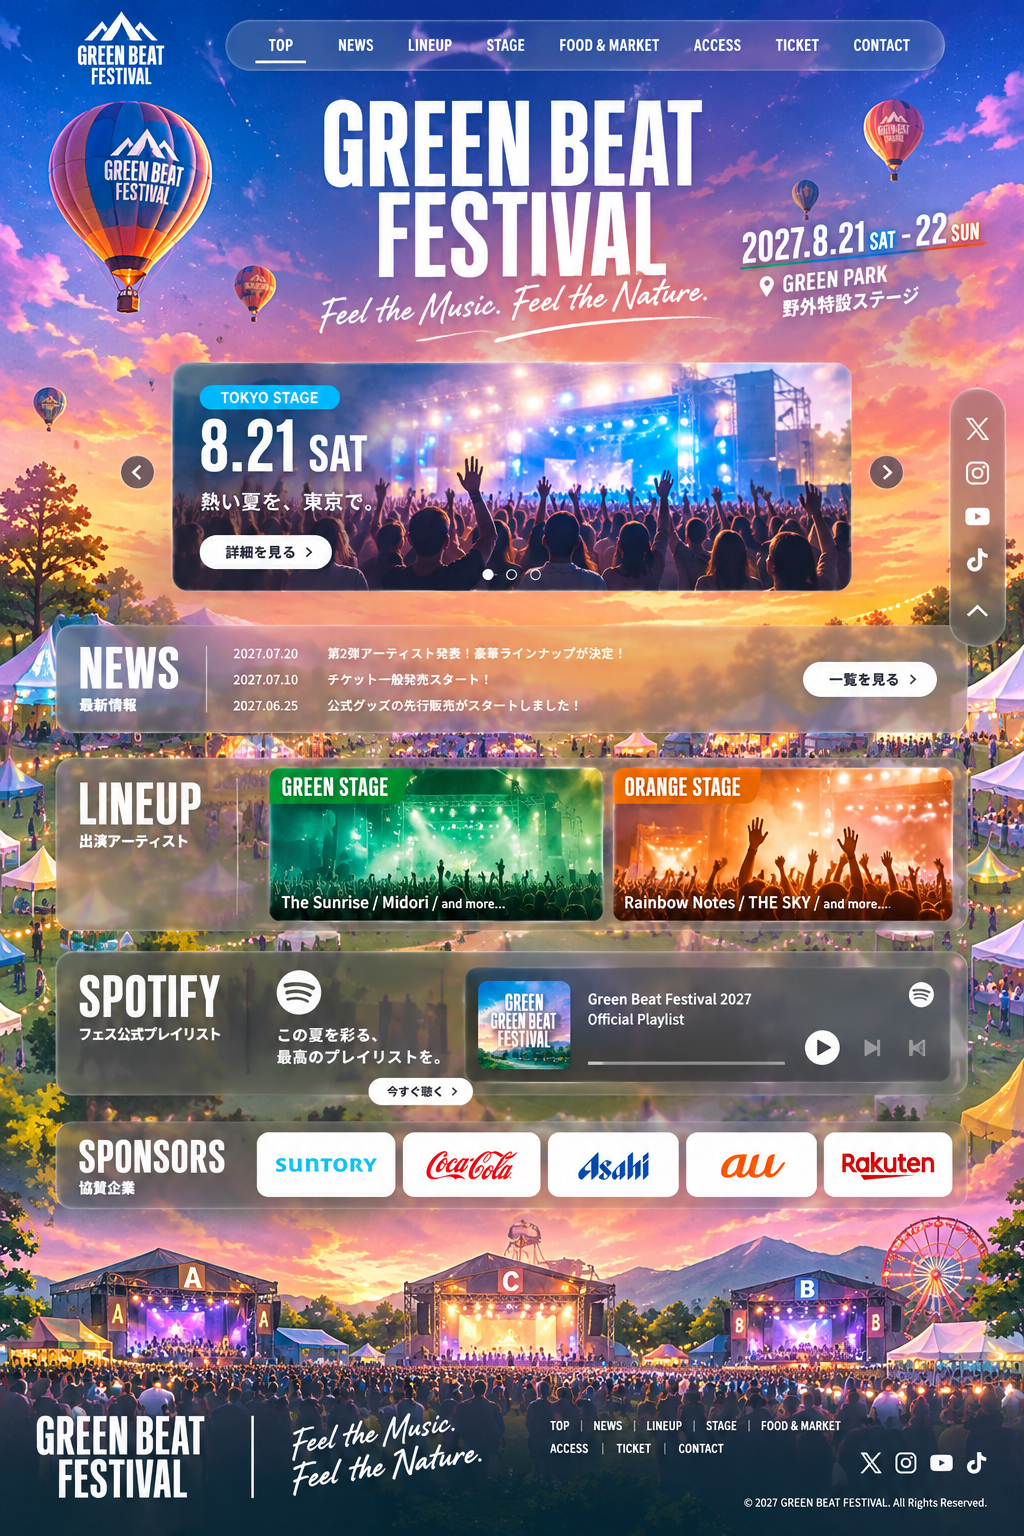 GREEN BEAT
FESTIVAL
TOP NEWS LINEUP STAGE FOOD & MARKET ACCESS TICKET CONTACT
GREEN BEAT
FESTIVAL
GREEN BEAT
FESTIVAL
Feel the Music. Feel the Nature.
2027.8.21 SAT - 22 SUN
GREEN PARK
野外特設ステージ
TOKYO STAGE
8.21 SAT
熱い夏を、東京で。
詳細を見る
NEWS
最新情報
2027.07.20 第2弾アーティスト発表！豪華ラインナップが決定！
2027.07.10 チケット一般発売スタート！
2027.06.25 公式グッズの先行販売がスタートしました！
一覧を見る
LINEUP
出演アーティスト
GREEN STAGE
The Sunrise / Midori / and more...
ORANGE STAGE
Rainbow Notes / THE SKY / and more....
SPOTIFY
フェス公式プレイリスト
この夏を彩る、
最高のプレイリストを。
今すぐ聴く
GREEN
GREEN BEAT
FESTIVAL
Green Beat Festival 2027
Official Playlist
SPONSORS
協賛企業
SUNTORY
Coca-Cola
Asahi
au
Rakuten
A
A
A
C
B
B
B
GREEN BEAT
FESTIVAL
Feel the Music.
Feel the Nature.
TOP | NEWS | LINEUP | STAGE | FOOD & MARKET
ACCESS | TICKET | CONTACT
© 2027 GREEN BEAT FESTIVAL. All Rights Reserved.